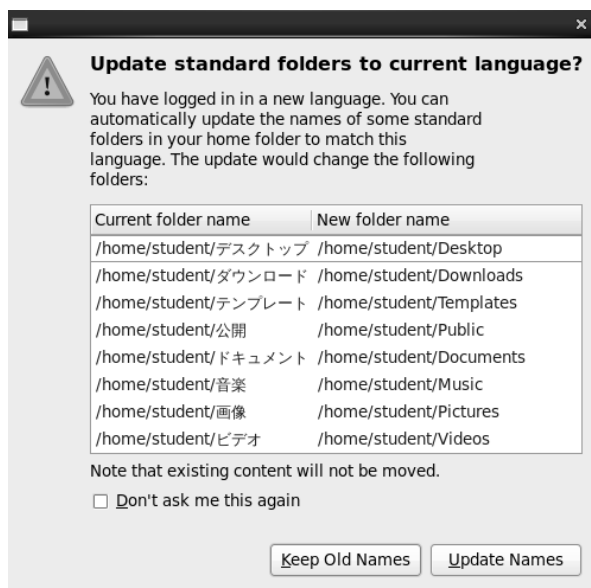 Update standard folders to current language?
You have logged in in a new language. You can
automatically update the names of some standard
folders in your home folder to match this
language. The update would change the following
folders:
Current folder name New folder name
/home/student/デスクトップ /home/student/Desktop
/home/student/ダウンロード /home/student/Downloads
/home/student/テンプレート /home/student/Templates
/home/student/公開 /home/student/Public
/home/student/ドキュメント /home/student/Documents
/home/student/音楽 /home/student/Music
/home/student/画像 /home/student/Pictures
/home/student/ビデオ /home/student/Videos
Note that existing content will not be moved.
Don't ask me this again
Keep Old Names Update Names